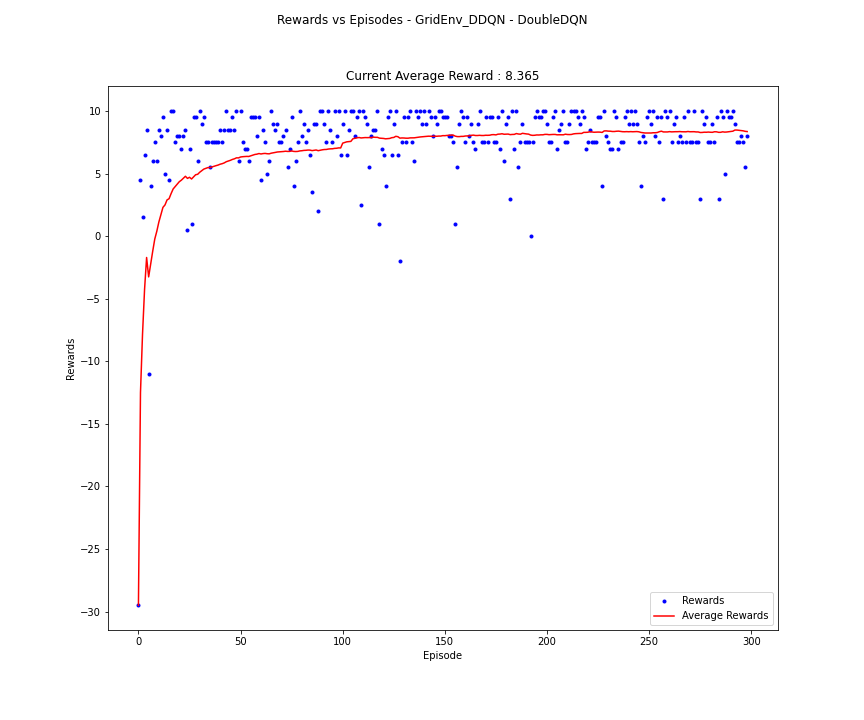 Rewards vs Episodes - GridEnv_DDQN - DoubleDQN
Current Average Reward : 8.365
10
5
0
−5
−10
−15
−20
−25
−30
Rewards
0
50
100
150
200
250
300
Episode
Rewards
Average Rewards